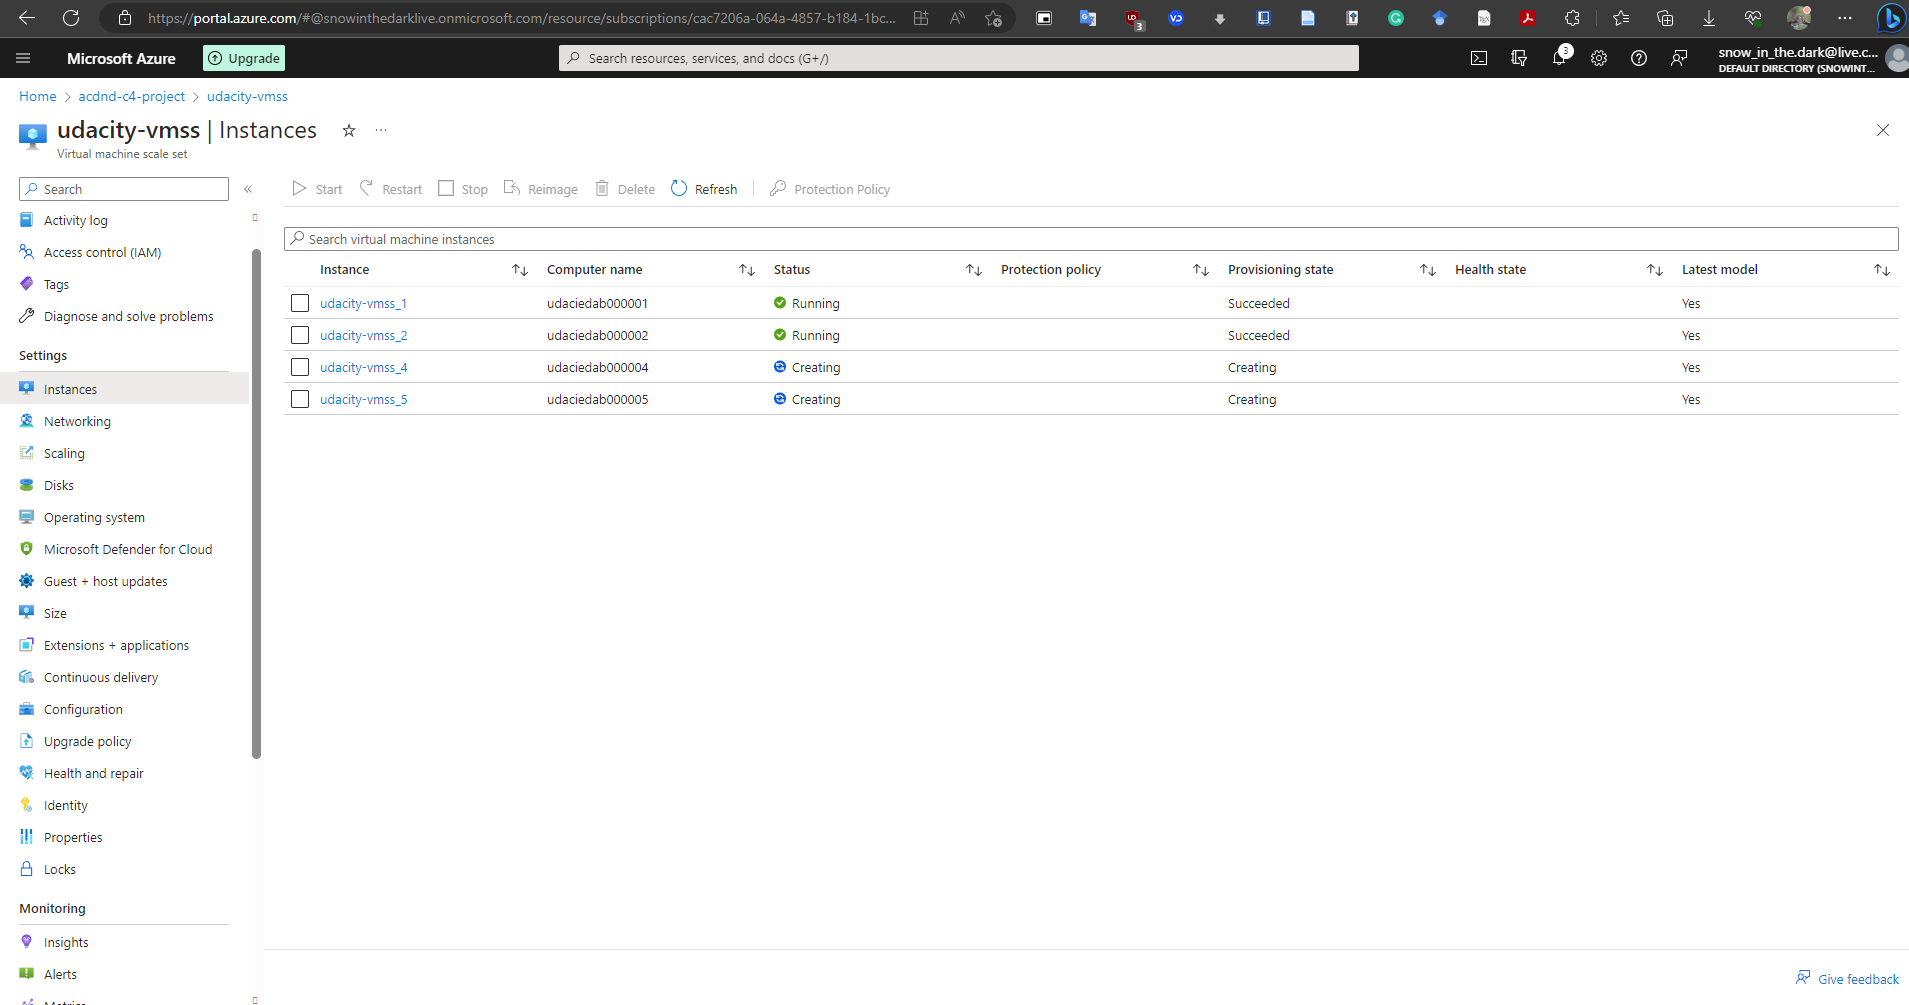 https://portal.azure.com/#@snowinthedarklive.onmicrosoft.com/resource/subscriptions/cac7206a-064a-4857-b184-1bc...
Microsoft Azure
Upgrade
Search resources, services, and docs (G+/)
3
snow_in_the.dark@live.c...
DEFAULT DIRECTORY (SNOWINT...
Home > acdnd-c4-project > udacity-vmss
udacity-vmss | Instances
Virtual machine scale set
Search
Start Restart Stop Reimage Delete Refresh Protection Policy
Search virtual machine instances
Instance Computer name Status Protection policy Provisioning state Health state Latest model
udacity-vmss_1 udaciedab000001 Running Succeeded Yes
udacity-vmss_2 udaciedab000002 Running Succeeded Yes
udacity-vmss_4 udaciedab000004 Creating Creating Yes
udacity-vmss_5 udaciedab000005 Creating Creating Yes
Activity log
Access control (IAM)
Tags
Diagnose and solve problems
Settings
Instances
Networking
Scaling
Disks
Operating system
Microsoft Defender for Cloud
Guest + host updates
Size
Extensions + applications
Continuous delivery
Configuration
Upgrade policy
Health and repair
Identity
Properties
Locks
Monitoring
Insights
Alerts
Metrics
Give feedback